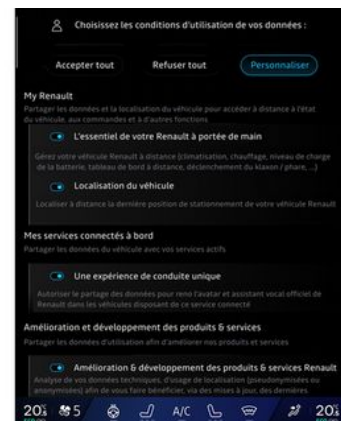 Choisissez les conditions d'utilisation de vos données :
Accepter tout
Refuser tout
Personnaliser
My Renault
Partager les données et la localisation du véhicule pour accéder à distance à l'état
du véhicule, aux commandes et à d'autres fonctions
L'essentiel de votre Renault à portée de main
Gérez votre véhicule Renault à distance (climatisation, chauffage, niveau de charge
de la batterie, tableau de bord à distance, déclenchement du klaxon / phare, ...)
Localisation du véhicule
Localiser à distance la dernière position de stationnement de votre véhicule Renault
Mes services connectés à bord
Partager les données du véhicule avec vos services actifs
Une expérience de conduite unique
Autoriser le partage des données pour reno l'avatar et assistant vocal officiel de
Renault dans les véhicules disposant de ce service connecté
Amélioration et développement des produits & services
Partager les données d'utilisation afin d'améliorer nos produits et services
Amélioration & développement des produits & services Renault
Analyse de vos données techniques, d'usage de localisation (pseudonymisées ou
anonymisées) afin de vous faire bénéficier, via des mises à jour, des dernières
20 5 A/C 20